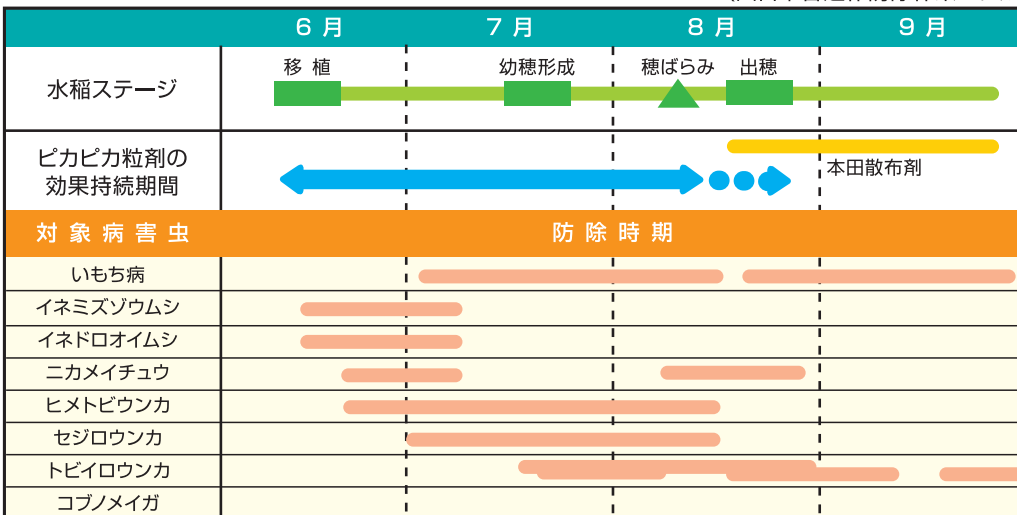 6月 7月 8月 9月
水稲ステージ
移植 幼穂形成 穂ばらみ 出穂
ピカピカ粒剤の
効果持続期間
本田散布剤
対象病害虫 防除時期
いもち病
イネミズゾウムシ
イネドロオイムシ
ニカメイチュウ
ヒメトビウンカ
セジロウンカ
トビイロウンカ
コブノメイガ